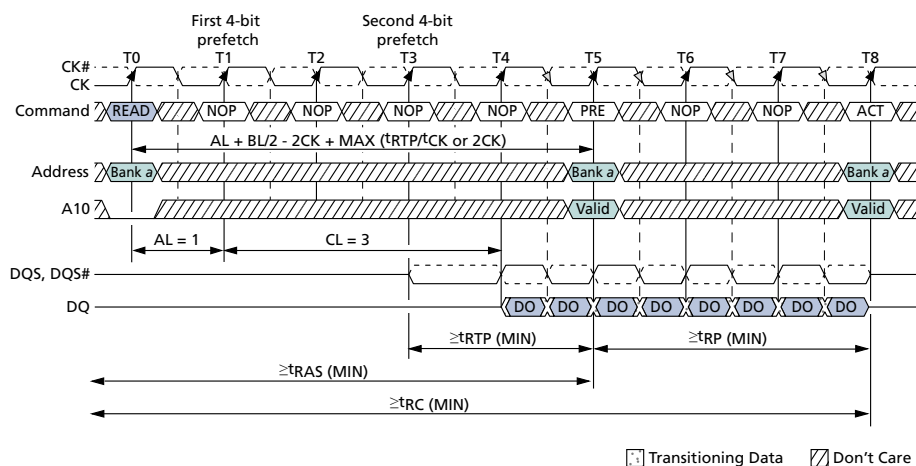 First 4-bit prefetch
Second 4-bit prefetch
T0 T1 T2 T3 T4 T5 T6 T7 T8
CK#
CK
Command READ NOP NOP NOP NOP PRE NOP NOP ACT
AL + BL/2 - 2CK + MAX (tRTP/tCK or 2CK)
Address Bank a Bank a Bank a
A10 Valid Valid
AL = 1 CL = 3
DQS, DQS#
DQ DO DO DO DO DO DO DO DO
≥tRTP (MIN) ≥tRP (MIN)
≥tRAS (MIN)
≥tRC (MIN)
Transitioning Data Don't Care